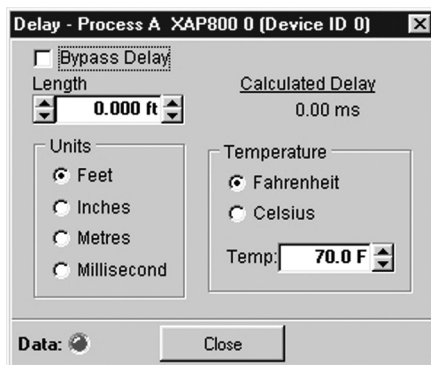 Delay - Process A XAP800 0 (Device ID 0)
Bypass Delay
Length
0.000 ft
Calculated Delay
0.00 ms
Units
Feet
Inches
Metres
Millisecond
Temperature
Fahrenheit
Celsius
Temp: 70.0 F
Data:
Close